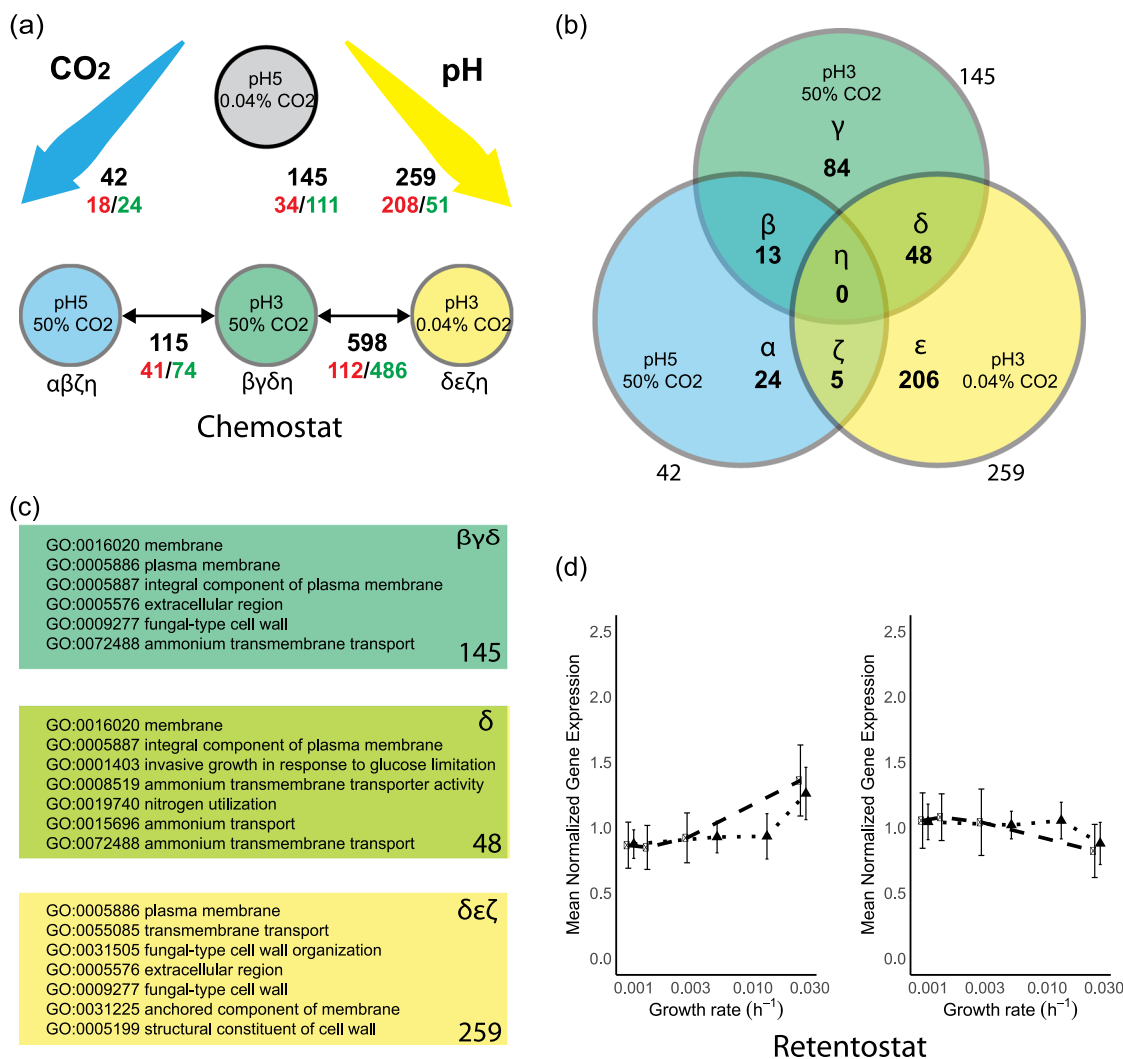 (a)
CO2
pH
pH5
0.04% CO2
42
18/24
145
34/111
259
208/51
pH5
50% CO2
pH3
50% CO2
pH3
0.04% CO2
115
41/74
598
112/486
αβζη
βγδη
δεζη
Chemostat
(b)
pH3
50% CO2
145
γ
84
β
13
δ
48
η
0
α
24
ζ
5
ε
206
pH5
50% CO2
pH3
0.04% CO2
42
259
(c)
βγδ
GO:0016020 membrane
GO:0005886 plasma membrane
GO:0005887 integral component of plasma membrane
GO:0005576 extracellular region
GO:0009277 fungal-type cell wall
GO:0072488 ammonium transmembrane transport
145
δ
GO:0016020 membrane
GO:0005887 integral component of plasma membrane
GO:0001403 invasive growth in response to glucose limitation
GO:0008519 ammonium transmembrane transporter activity
GO:0019740 nitrogen utilization
GO:0015696 ammonium transport
GO:0072488 ammonium transmembrane transport
48
δεζ
GO:0005886 plasma membrane
GO:0055085 transmembrane transport
GO:0031505 fungal-type cell wall organization
GO:0005576 extracellular region
GO:0009277 fungal-type cell wall
GO:0031225 anchored component of membrane
GO:0005199 structural constituent of cell wall
259
(d)
Mean Normalized Gene Expression
2.5
2.0
1.5
1.0
0.5
0.0
0.001 0.003 0.010 0.030
Growth rate (h⁻¹)
Mean Normalized Gene Expression
2.5
2.0
1.5
1.0
0.5
0.0
0.001 0.003 0.010 0.030
Growth rate (h⁻¹)
Retentostat